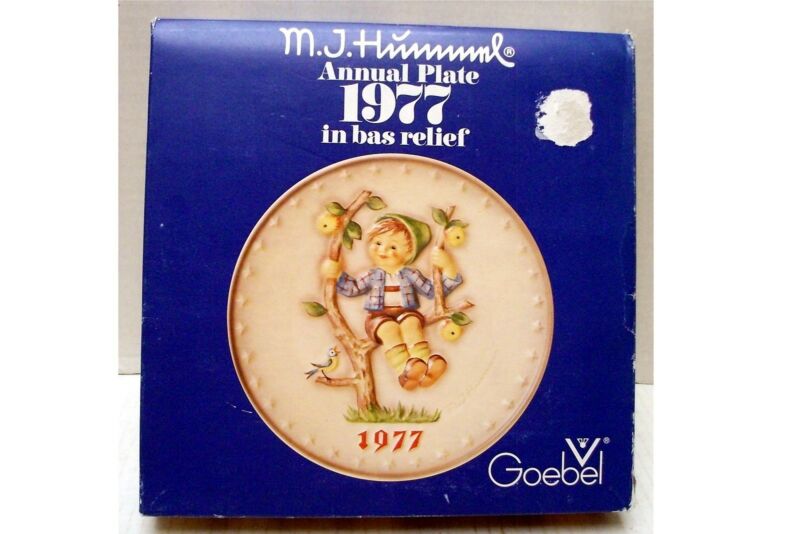 M.J.Hummel®
Annual Plate
1977
in bas relief
1977
Goebel®